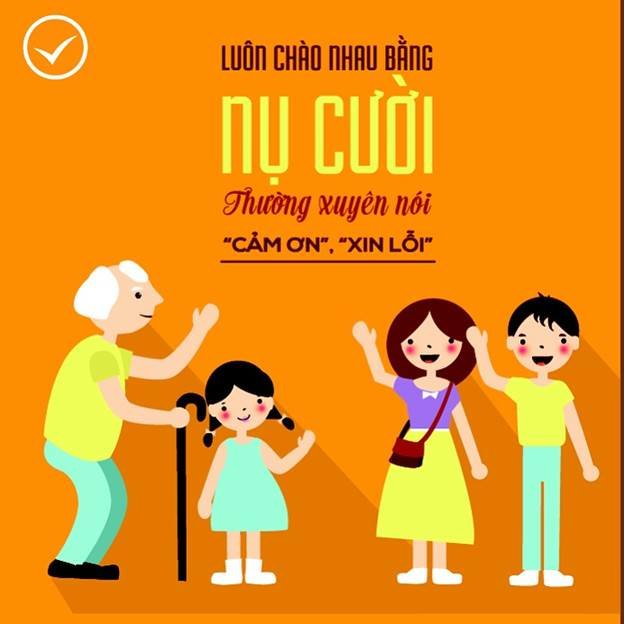 LUÔN CHÀO NHAU BẰNG
NỤ CƯỜI
Thường xuyên nói
"CẢM ƠN", "XIN LỖI"